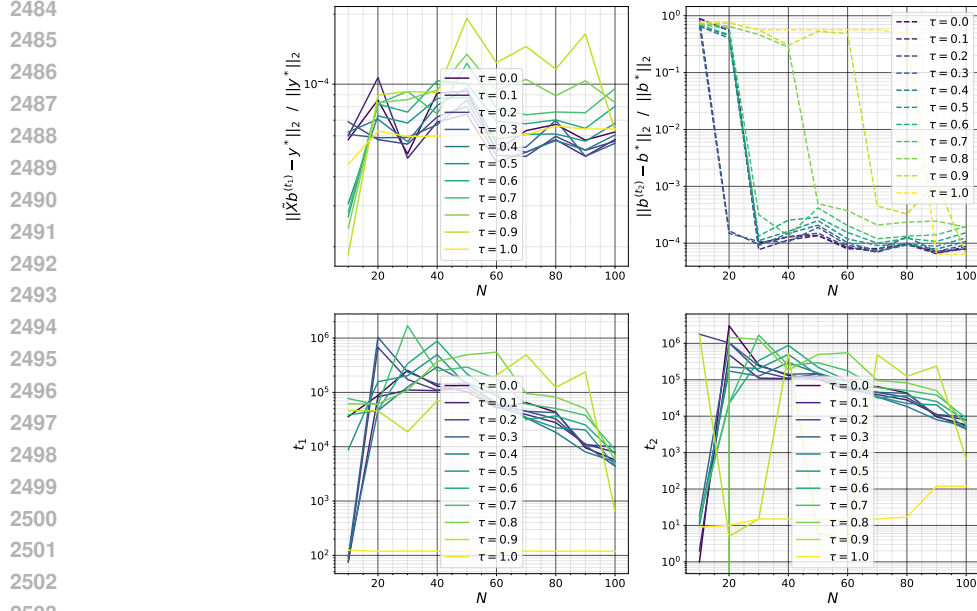 2484
2485
2486
2487
2488
2489
2490
2491
2492
2493
2494
2495
2496
2497
2498
2499
2500
2501
2502
||X̃b^(t₁) − y*||₂ / ||y*||₂
10⁻⁴
τ = 0.0
τ = 0.1
τ = 0.2
τ = 0.3
τ = 0.4
τ = 0.5
τ = 0.6
τ = 0.7
τ = 0.8
τ = 0.9
τ = 1.0
20 40 60 80 100
N
||b^(t₂) − b*||₂ / ||b*||₂
10⁰
10⁻¹
10⁻²
10⁻³
10⁻⁴
τ = 0.0
τ = 0.1
τ = 0.2
τ = 0.3
τ = 0.4
τ = 0.5
τ = 0.6
τ = 0.7
τ = 0.8
τ = 0.9
τ = 1.0
20 40 60 80 100
N
t₁
10⁶
10⁵
10⁴
10³
10²
τ = 0.0
τ = 0.1
τ = 0.2
τ = 0.3
τ = 0.4
τ = 0.5
τ = 0.6
τ = 0.7
τ = 0.8
τ = 0.9
τ = 1.0
20 40 60 80 100
N
t₂
10⁶
10⁵
10⁴
10³
10²
10¹
10⁰
τ = 0.0
τ = 0.1
τ = 0.2
τ = 0.3
τ = 0.4
τ = 0.5
τ = 0.6
τ = 0.7
τ = 0.8
τ = 0.9
τ = 1.0
20 40 60 80 100
N